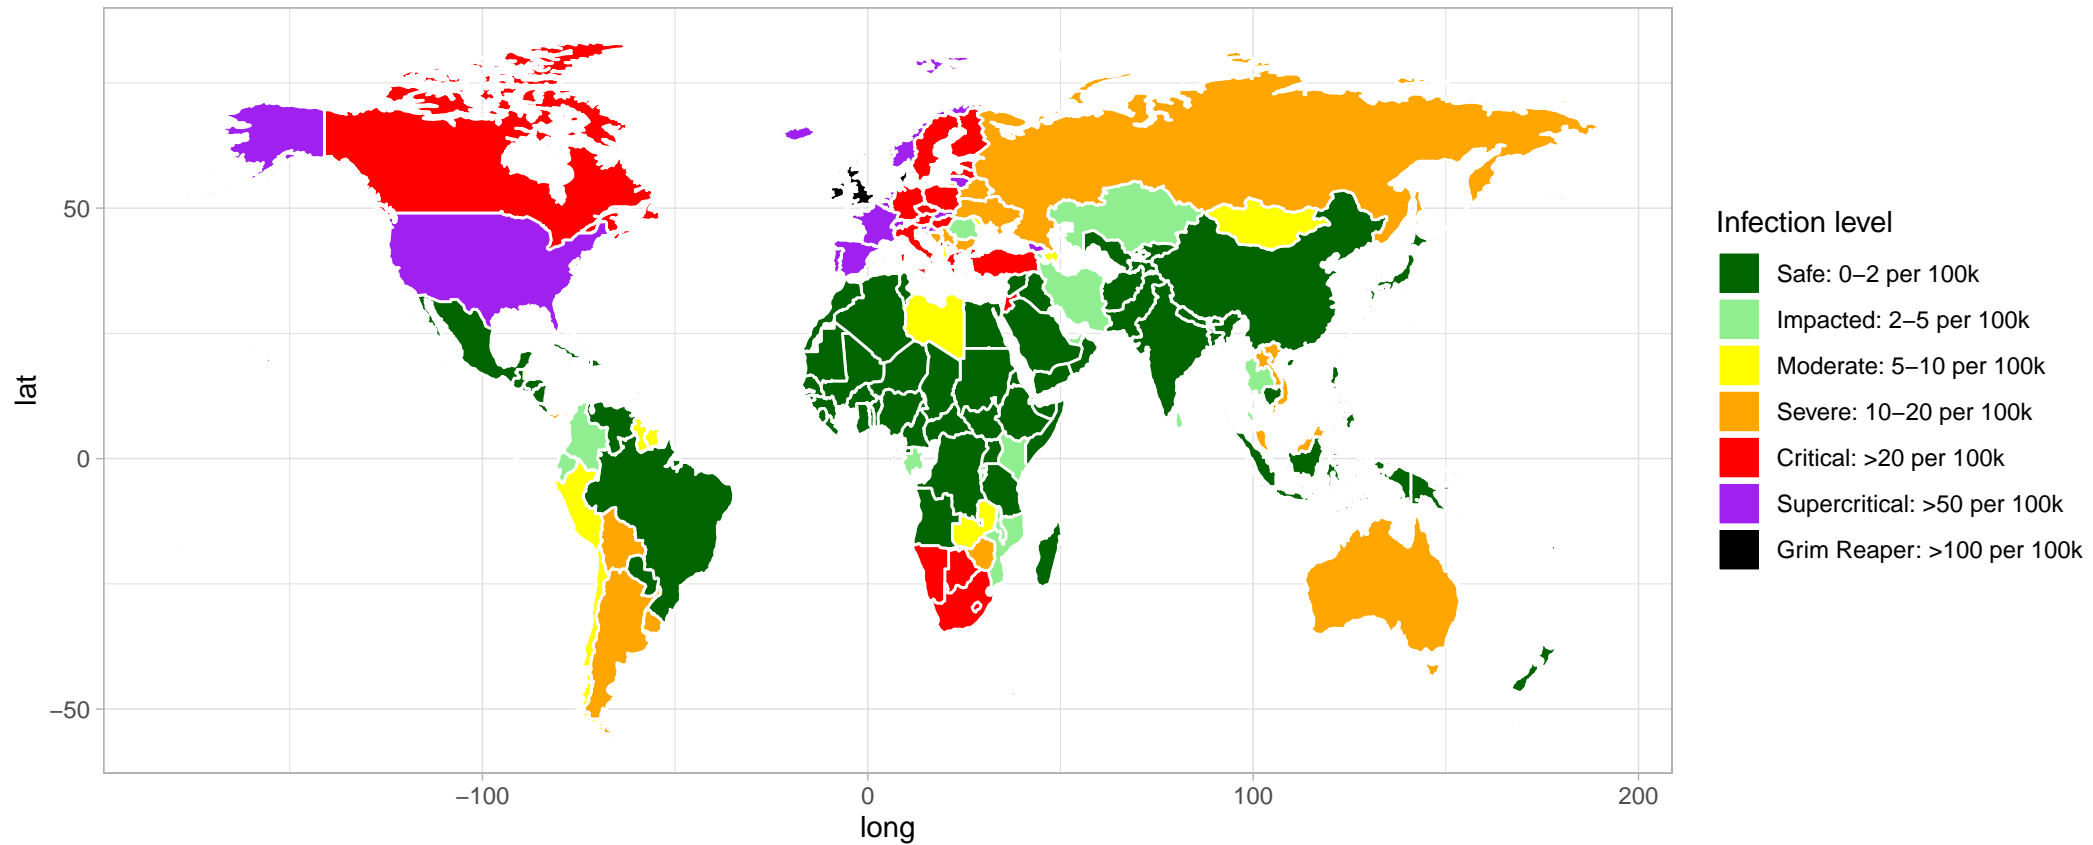 50
0
−50
lat
−100
0
100
200
long
Infection level
Safe: 0−2 per 100k
Impacted: 2−5 per 100k
Moderate: 5−10 per 100k
Severe: 10−20 per 100k
Critical: >20 per 100k
Supercritical: >50 per 100k
Grim Reaper: >100 per 100k